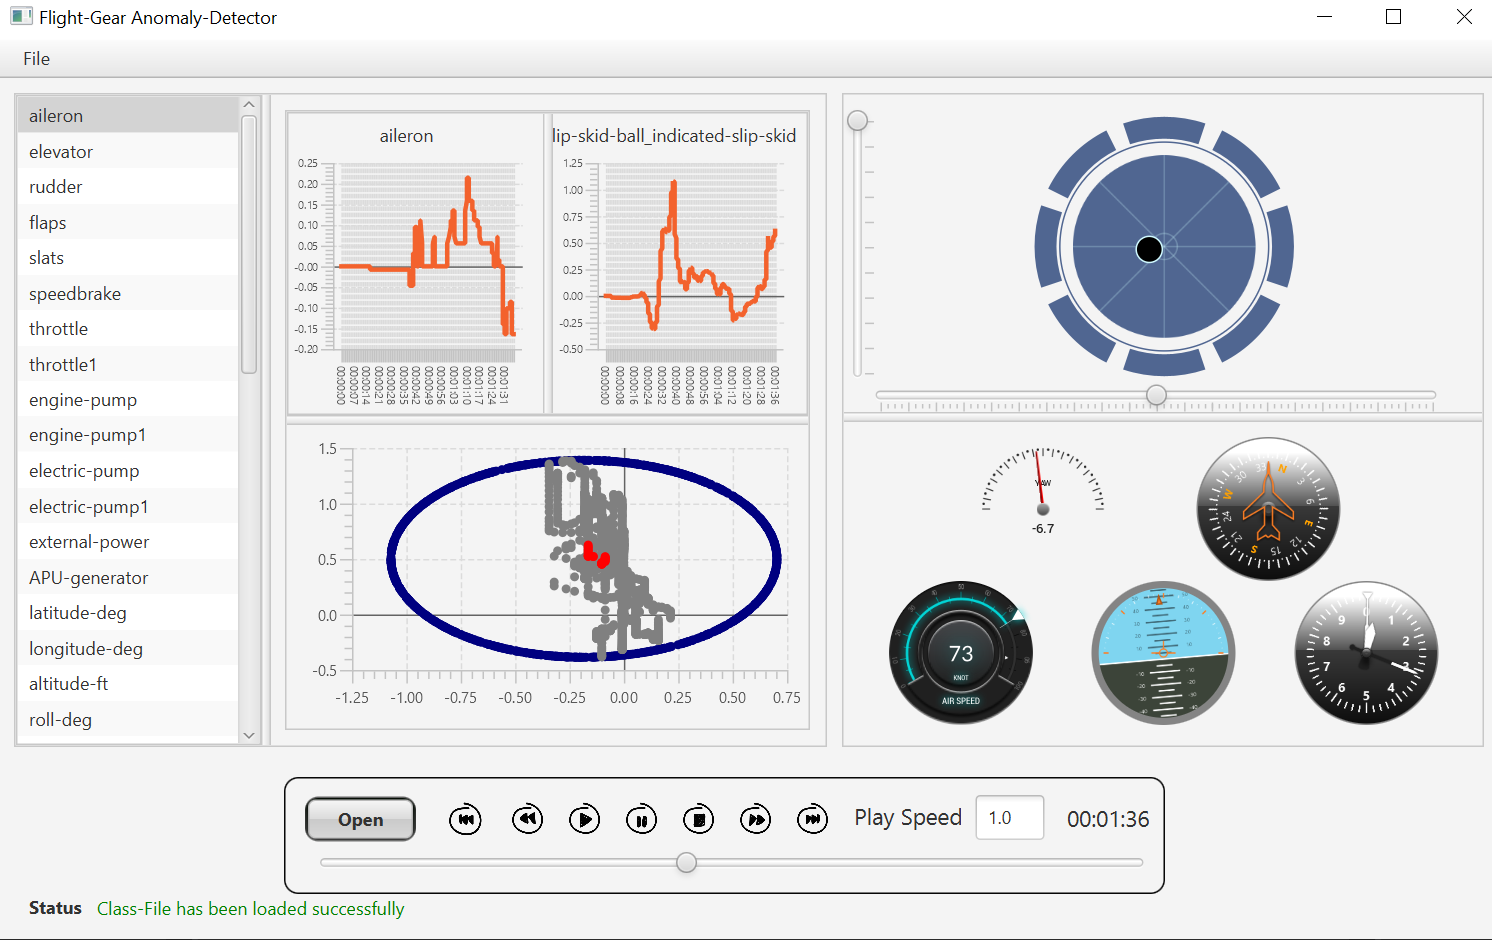 Flight-Gear Anomaly-Detector
File
aileron
elevator
rudder
flaps
slats
speedbrake
throttle
throttle1
engine-pump
engine-pump1
electric-pump
electric-pump1
external-power
APU-generator
latitude-deg
longitude-deg
altitude-ft
roll-deg
aileron
0.25
0.20
0.15
0.10
0.05
-0.00
-0.05
-0.10
-0.15
-0.20
00:00:00
00:00:07
00:00:14
00:00:21
00:00:28
00:00:35
00:00:42
00:00:49
00:00:56
00:01:03
00:01:10
00:01:17
00:01:24
00:01:31
lip-skid-ball_indicated-slip-skid
1.25
1.00
0.75
0.50
0.25
0.00
-0.25
-0.50
00:00:00
00:00:08
00:00:16
00:00:24
00:00:32
00:00:40
00:00:48
00:00:56
00:01:04
00:01:12
00:01:20
00:01:28
00:01:36
1.5
1.0
0.5
0.0
-0.5
-1.25 -1.00 -0.75 -0.50 -0.25 0.00 0.25 0.50 0.75
YAW
-6.7
N
3
6
E
12
15
S
21
24
W
30
33
73
KNOT
AIR SPEED
9
8
7
6
5
4
3
2
1
Open
Play Speed
1.0
00:01:36
Status Class-File has been loaded successfully